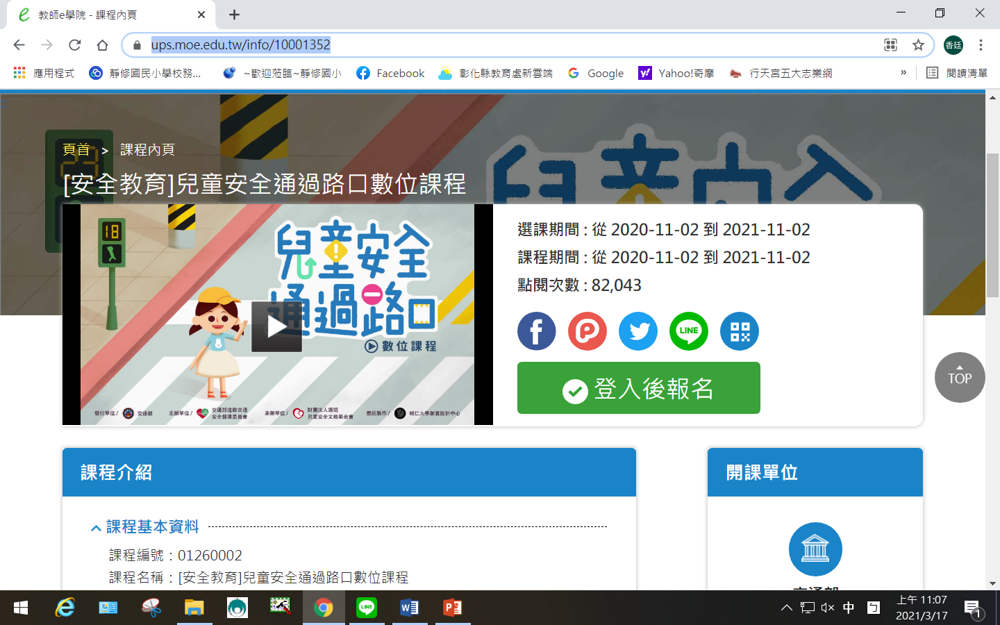 教師e學院 - 課程內頁
ups.moe.edu.tw/info/10001352
香廷
應用程式
靜修國民小學校務...
~歡迎蒞臨~靜修國小
Facebook
彰化縣教育處新雲端
Google
Yahoo!奇摩
行天宮五大志業網
»
閱讀清單
頁首 > 課程內頁
[安全教育]兒童安全通過路口數位課程
兒童安全
18
兒童安全
通過路口
數位課程
發行單位 / 交通部
主辦單位 / 交通部道路交通
安全督導委員會
承辦單位 / 財團法人靖娟
兒童安全文教基金會
委託製作 / 輔仁大學創意設計中心
選課期間 : 從 2020-11-02 到 2021-11-02
課程期間 : 從 2020-11-02 到 2021-11-02
點閱次數 : 82,043
LINE
登入後報名
TOP
課程介紹
開課單位
課程基本資料
課程編號：01260002
課程名稱：[安全教育]兒童安全通過路口數位課程
交通部
LINE
中
ㄅ
上午 11:07
2021/3/17
1